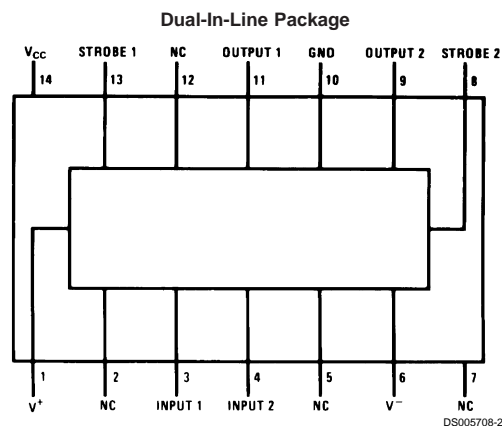 Dual-In-Line Package
VCC STROBE 1 NC OUTPUT 1 GND OUTPUT 2 STROBE 2
14 13 12 11 10 9 8
1 2 3 4 5 6 7
V+ NC INPUT 1 INPUT 2 NC V− NC
DS005708-2